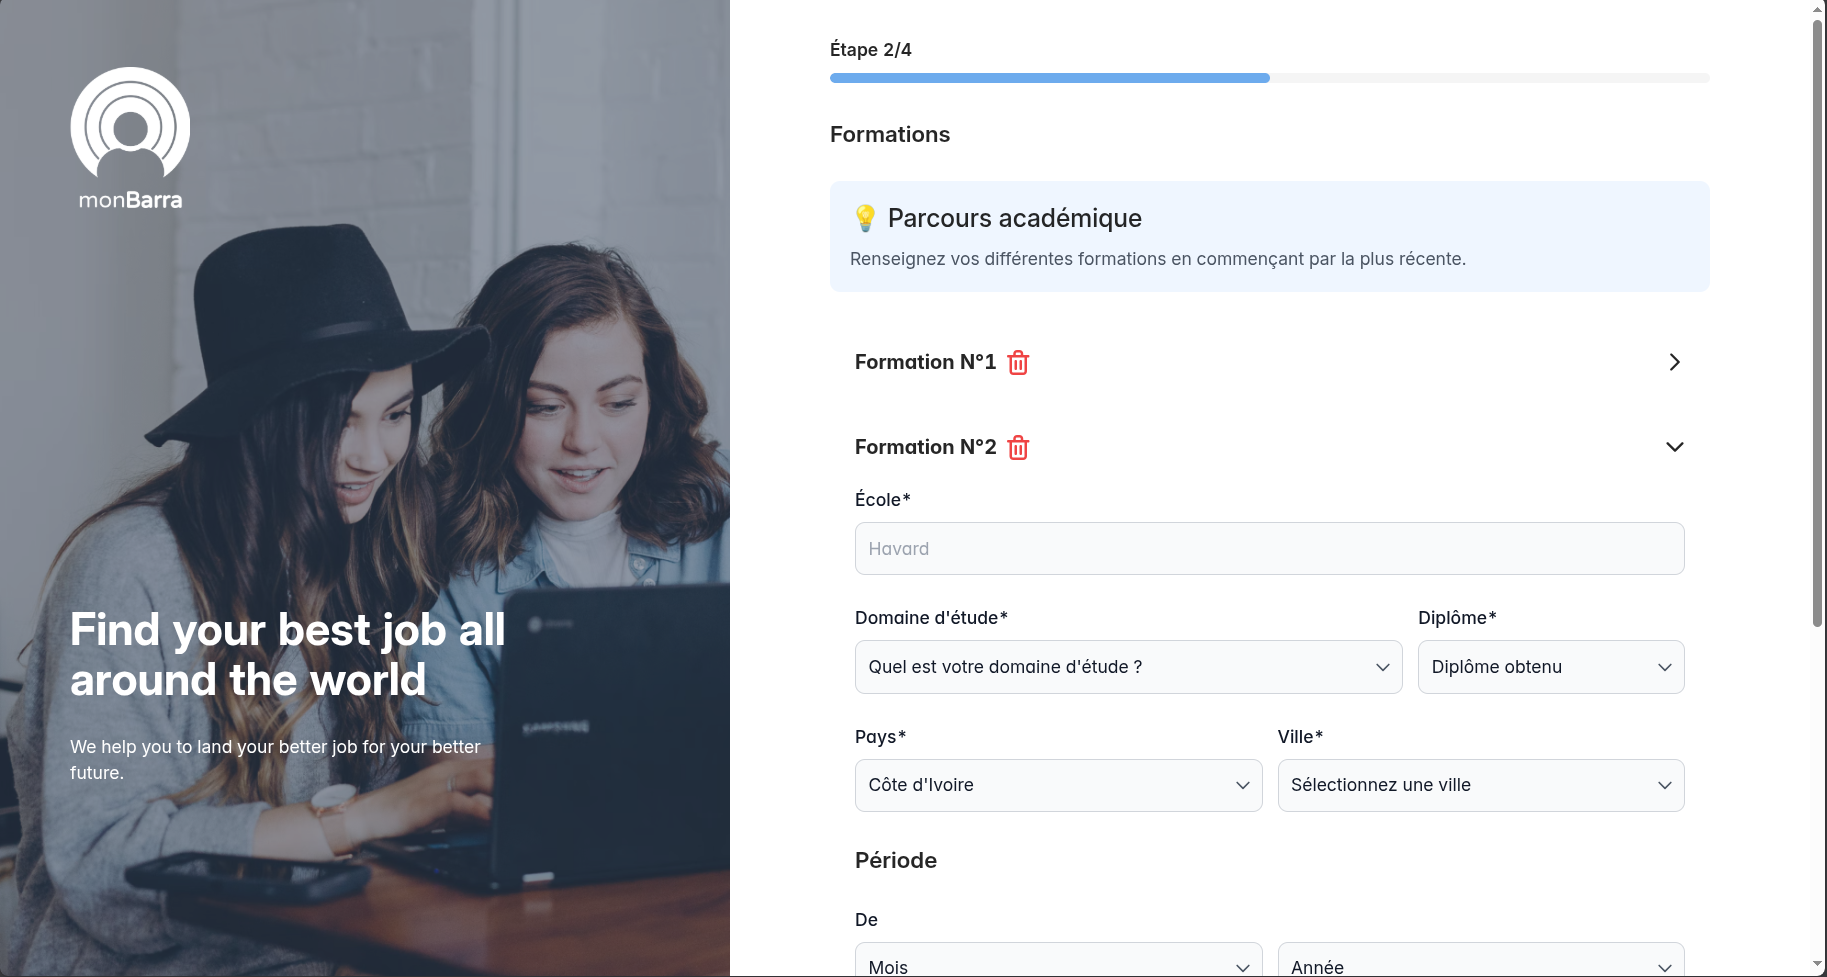 monBarra
Find your best job all
around the world
We help you to land your better job for your better
future.
Étape 2/4
Formations
💡 Parcours académique
Renseignez vos différentes formations en commençant par la plus récente.
Formation N°1
Formation N°2
École*
Havard
Domaine d'étude*
Diplôme*
Quel est votre domaine d'étude ?
Diplôme obtenu
Pays*
Ville*
Côte d'Ivoire
Sélectionnez une ville
Période
De
Mois
Année